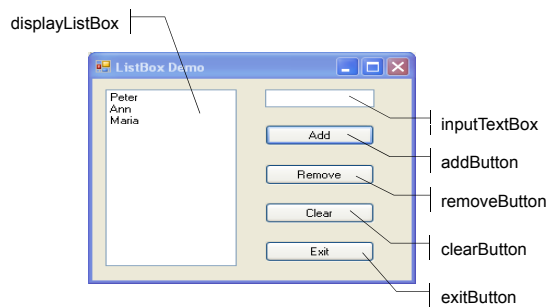 displayListBox
ListBox Demo
Peter
Ann
Maria
Add
Remove
Clear
Exit
inputTextBox
addButton
removeButton
clearButton
exitButton